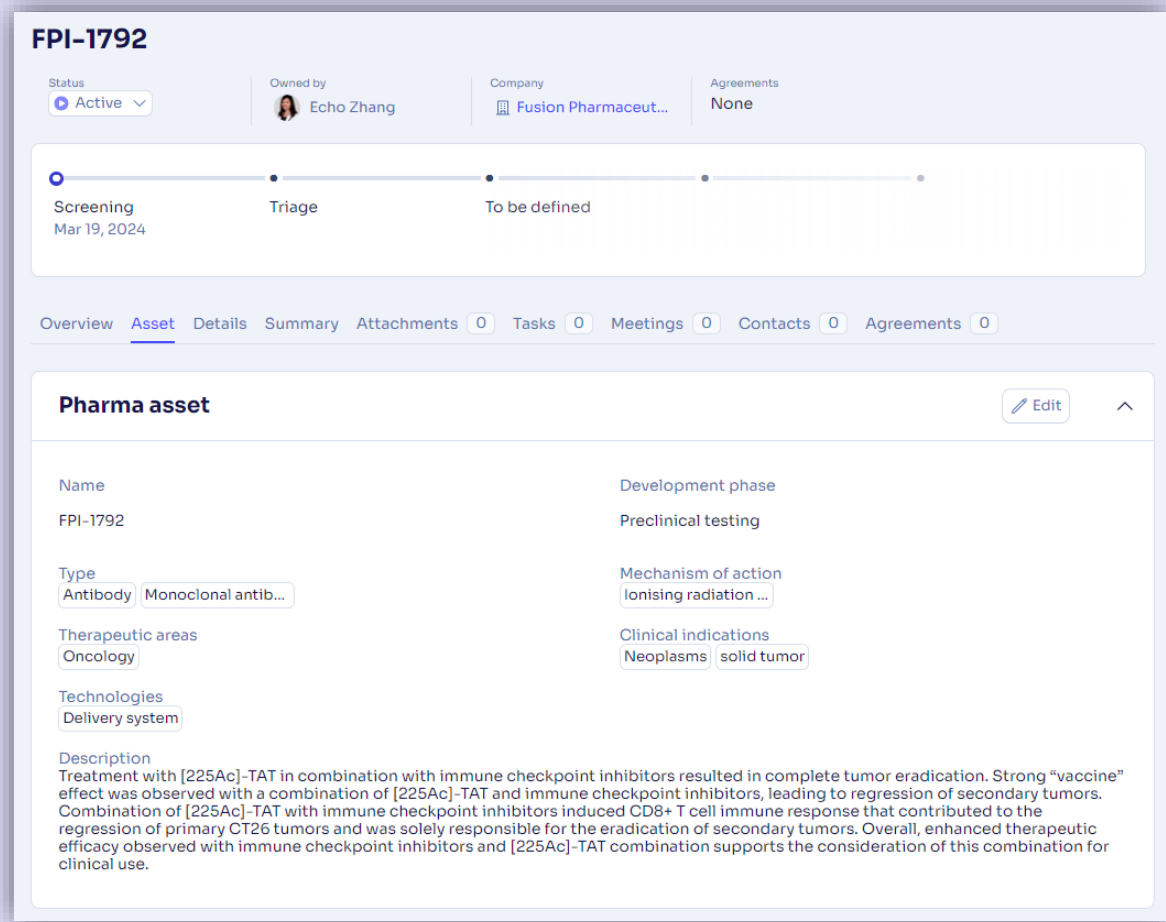 FPI-1792
Status
Active
Owned by
Echo Zhang
Company
Fusion Pharmaceut...
Agreements
None
Screening
Mar 19, 2024
Triage
To be defined
Overview Asset Details Summary Attachments 0 Tasks 0 Meetings 0 Contacts 0 Agreements 0
Pharma asset
Edit
Name
FPI-1792
Development phase
Preclinical testing
Type
Antibody Monoclonal antib...
Mechanism of action
Ionising radiation ...
Therapeutic areas
Oncology
Clinical indications
Neoplasms solid tumor
Technologies
Delivery system
Description
Treatment with [225Ac]-TAT in combination with immune checkpoint inhibitors resulted in complete tumor eradication. Strong “vaccine”
effect was observed with a combination of [225Ac]-TAT and immune checkpoint inhibitors, leading to regression of secondary tumors.
Combination of [225Ac]-TAT with immune checkpoint inhibitors induced CD8+ T cell immune response that contributed to the
regression of primary CT26 tumors and was solely responsible for the eradication of secondary tumors. Overall, enhanced therapeutic
efficacy observed with immune checkpoint inhibitors and [225Ac]-TAT combination supports the consideration of this combination for
clinical use.